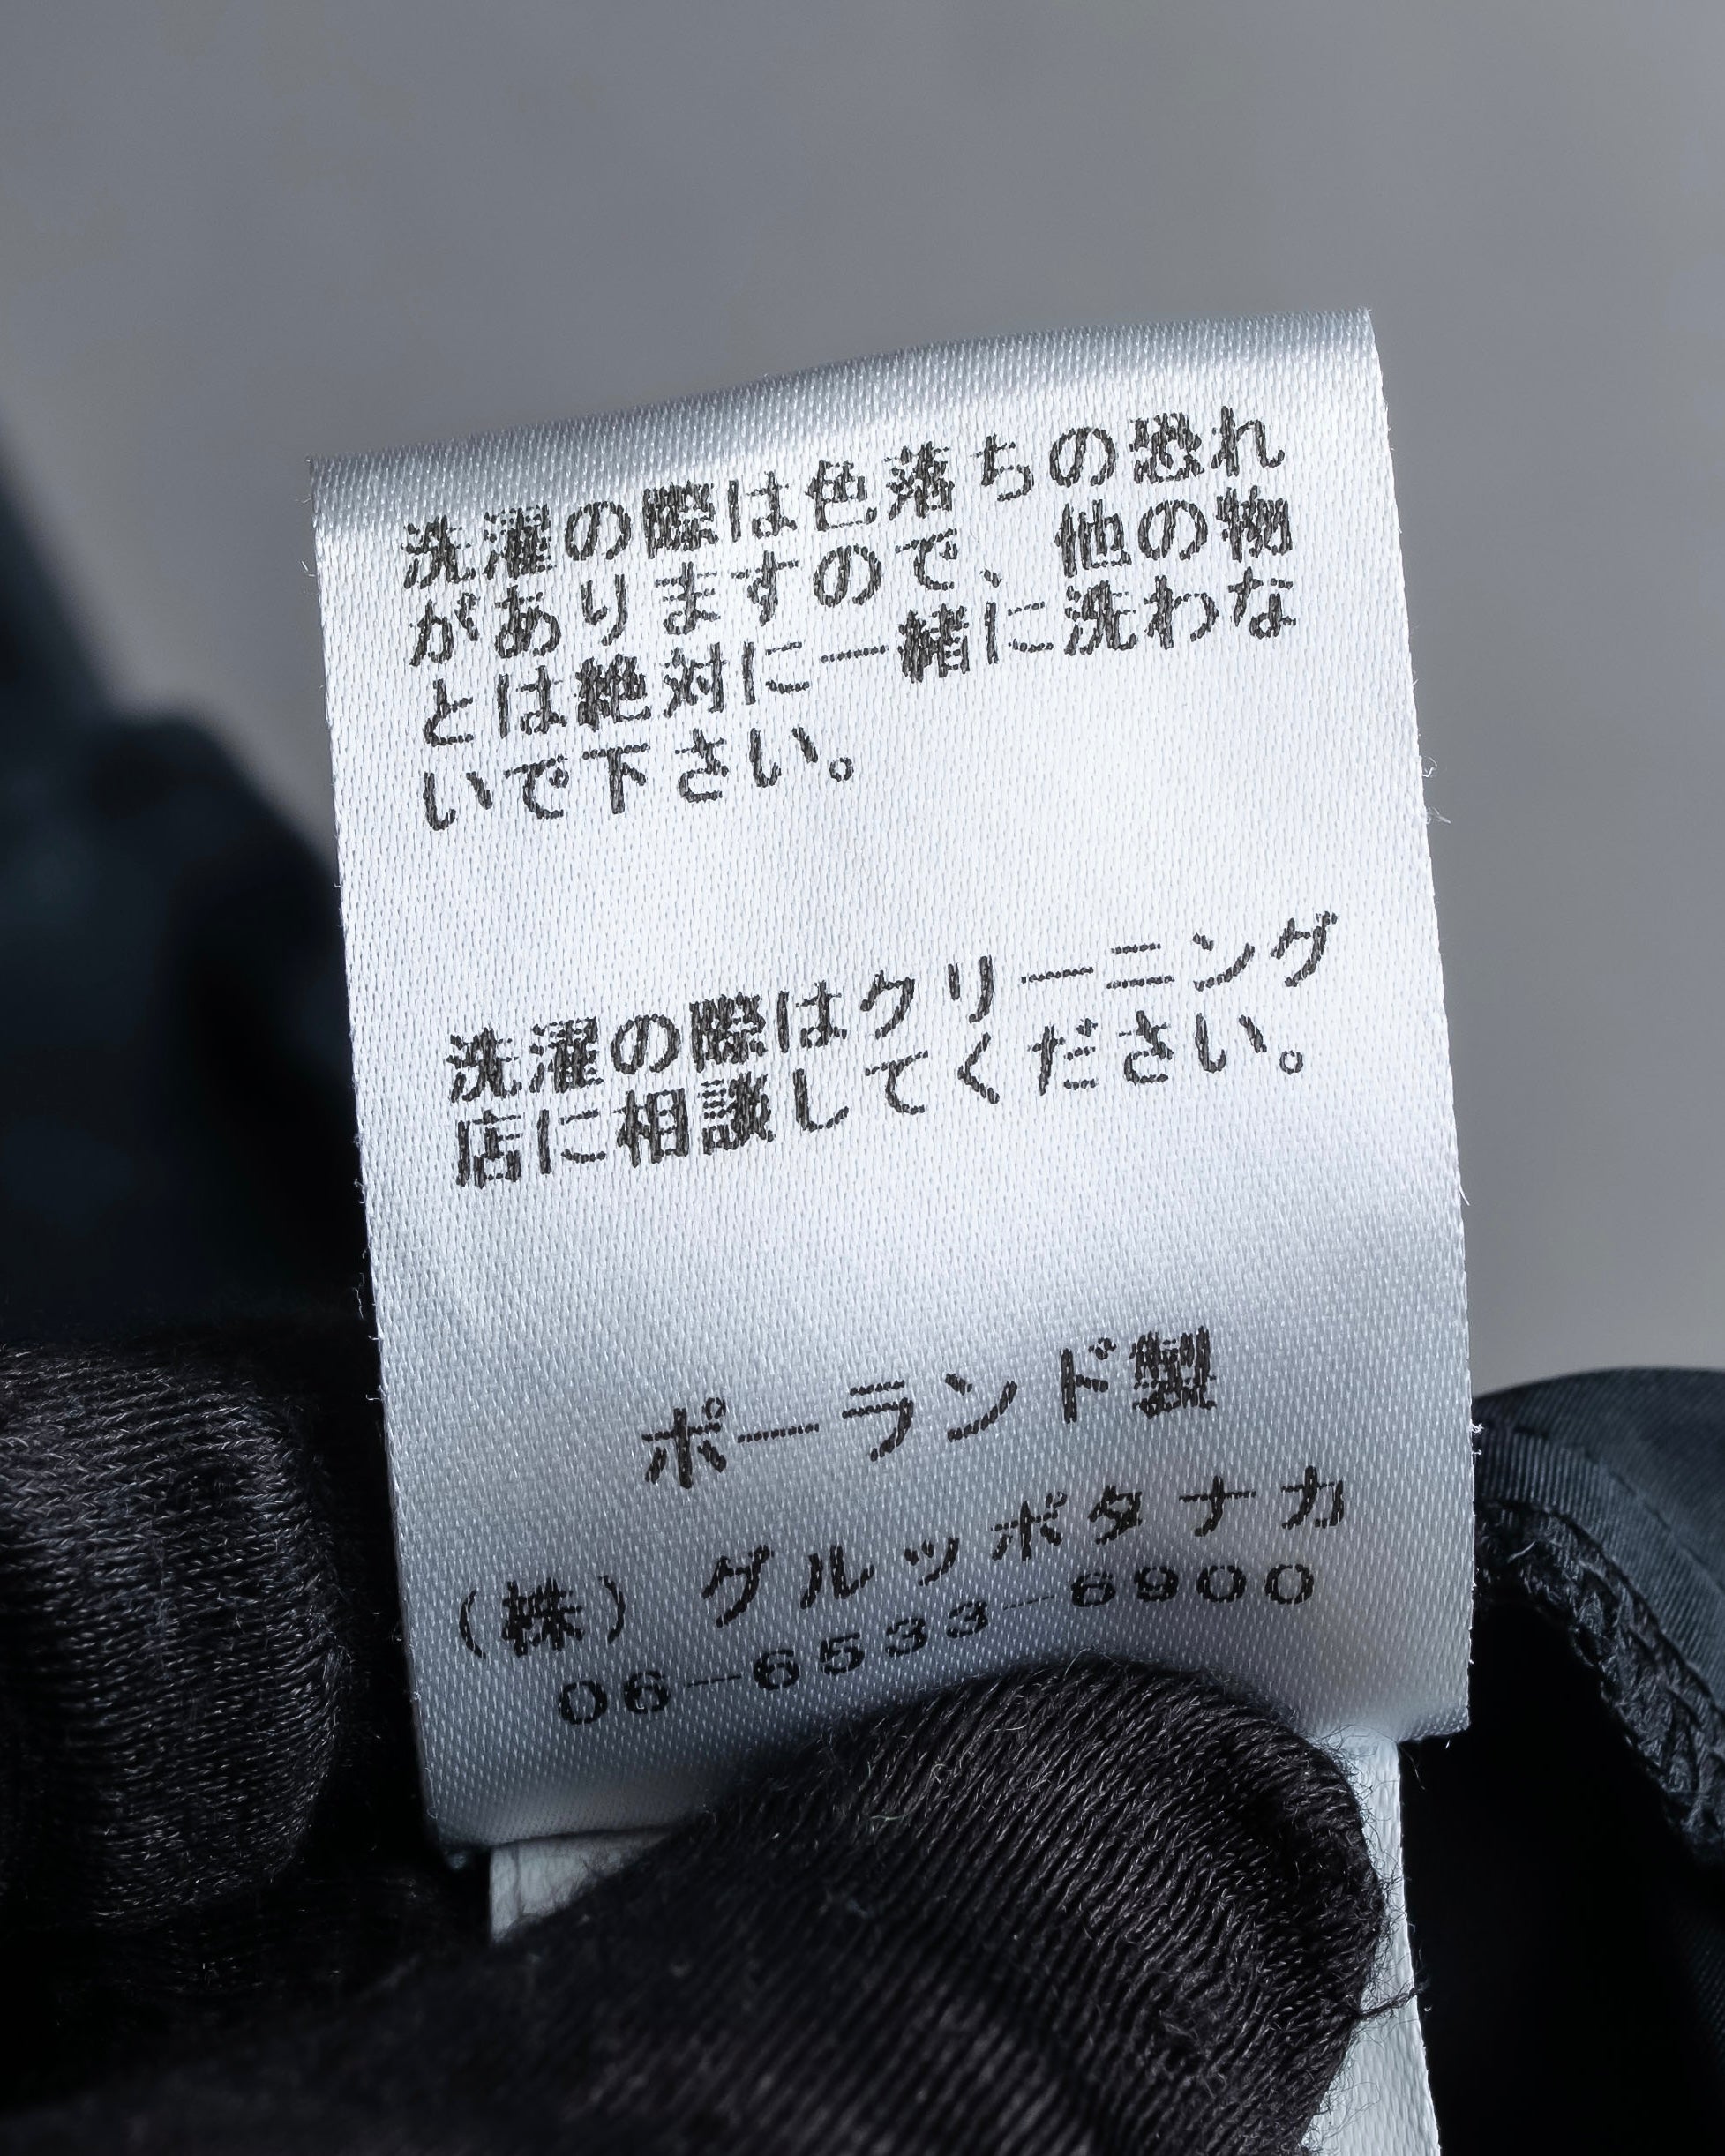 洗濯の際は色落ちの恐れ
がありますので、他の物
とは絶対に一緒に洗わな
いで下さい。
洗濯の際はクリーニング
店に相談してください。
ポーランド製
（株）グルッポタナカ
06-6533-6900